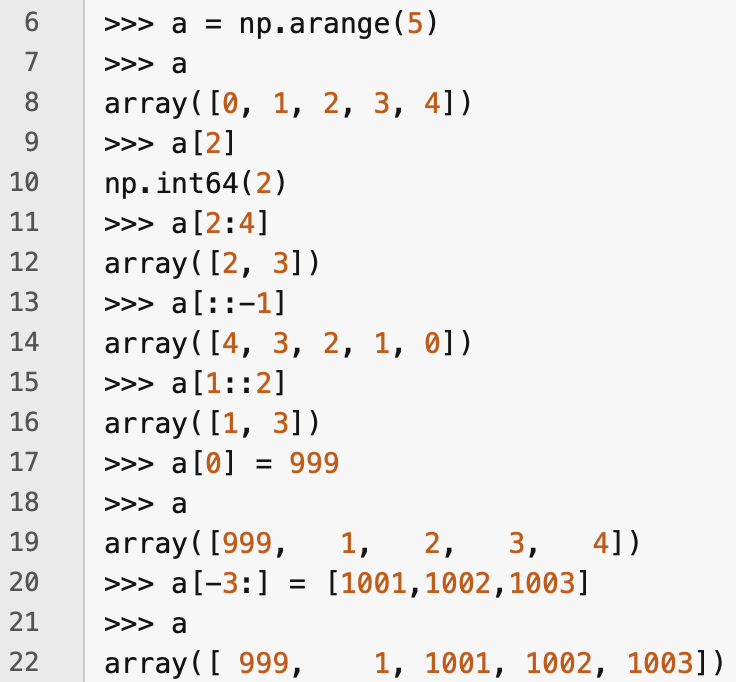 6 >>> a = np.arange(5)
7 >>> a
8 array([0, 1, 2, 3, 4])
9 >>> a[2]
10 np.int64(2)
11 >>> a[2:4]
12 array([2, 3])
13 >>> a[::-1]
14 array([4, 3, 2, 1, 0])
15 >>> a[1::2]
16 array([1, 3])
17 >>> a[0] = 999
18 >>> a
19 array([999,   1,   2,   3,   4])
20 >>> a[-3:] = [1001,1002,1003]
21 >>> a
22 array([ 999,    1, 1001, 1002, 1003])